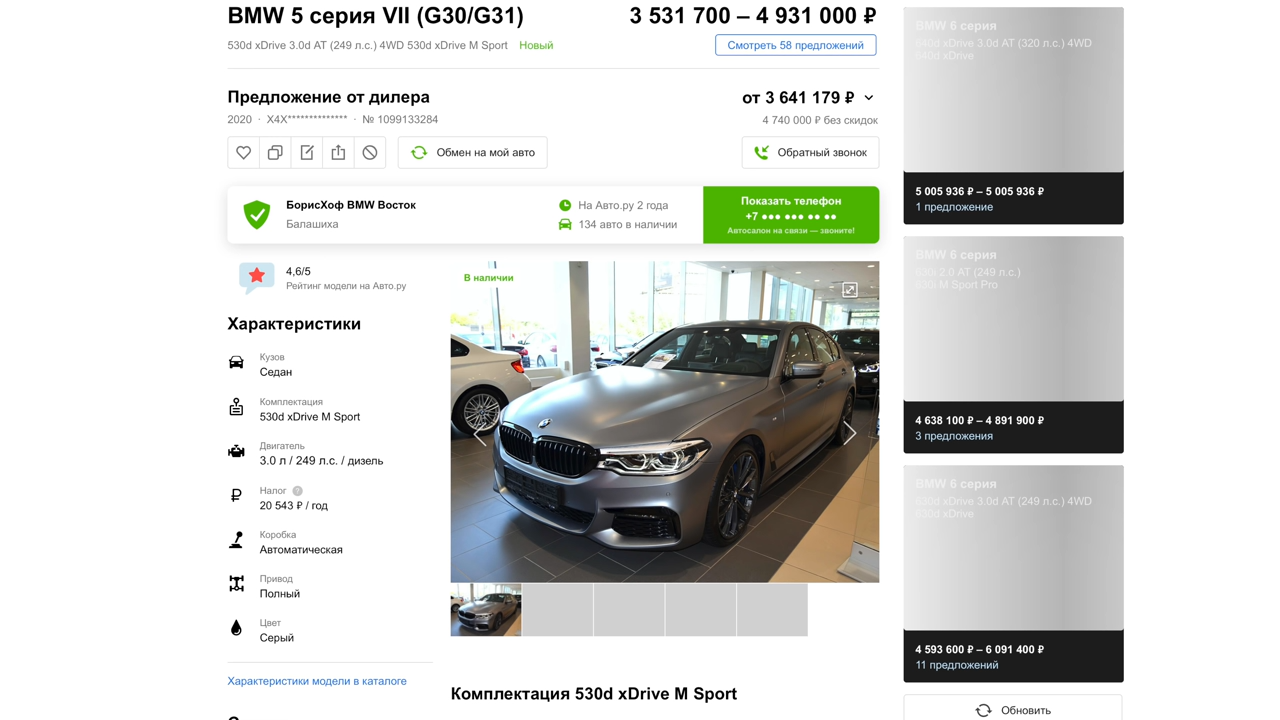 BMW 5 серия VII (G30/G31)
3 531 700 – 4 931 000 ₽
530d xDrive 3.0d AT (249 л.с.) 4WD 530d xDrive M Sport Новый
Смотреть 58 предложений
Предложение от дилера
от 3 641 179 ₽
2020 · X4X************** · № 1099133284
4 740 000 ₽ без скидок
Обмен на мой авто
Обратный звонок
БорисХоф BMW Восток
Балашиха
На Авто.ру 2 года
134 авто в наличии
Показать телефон
+7 ●●● ●●● ●● ●●
Автосалон на связи — звоните!
4,6/5
Рейтинг модели на Авто.ру
В наличии
Характеристики
Кузов
Седан
Комплектация
530d xDrive M Sport
Двигатель
3.0 л / 249 л.с. / дизель
Налог ?
20 543 ₽ / год
Коробка
Автоматическая
Привод
Полный
Цвет
Серый
Характеристики модели в каталоге
Комплектация 530d xDrive M Sport
BMW 6 серия
640d xDrive 3.0d AT (320 л.с.) 4WD
640d xDrive
5 005 936 ₽ – 5 005 936 ₽
1 предложение
BMW 6 серия
630i 2.0 AT (249 л.с.)
630i M Sport Pro
4 638 100 ₽ – 4 891 900 ₽
3 предложения
BMW 6 серия
630d xDrive 3.0d AT (249 л.с.) 4WD
630d xDrive
4 593 600 ₽ – 6 091 400 ₽
11 предложений
Обновить